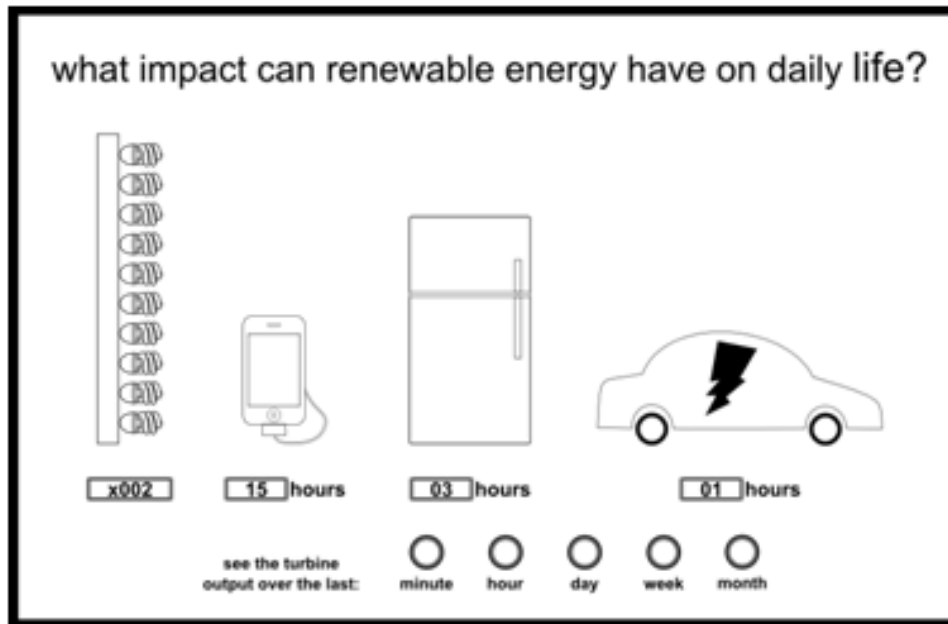 what impact can renewable energy have on daily life?
x002 15 hours 03 hours 01 hours
see the turbine
output over the last:
minute hour day week month